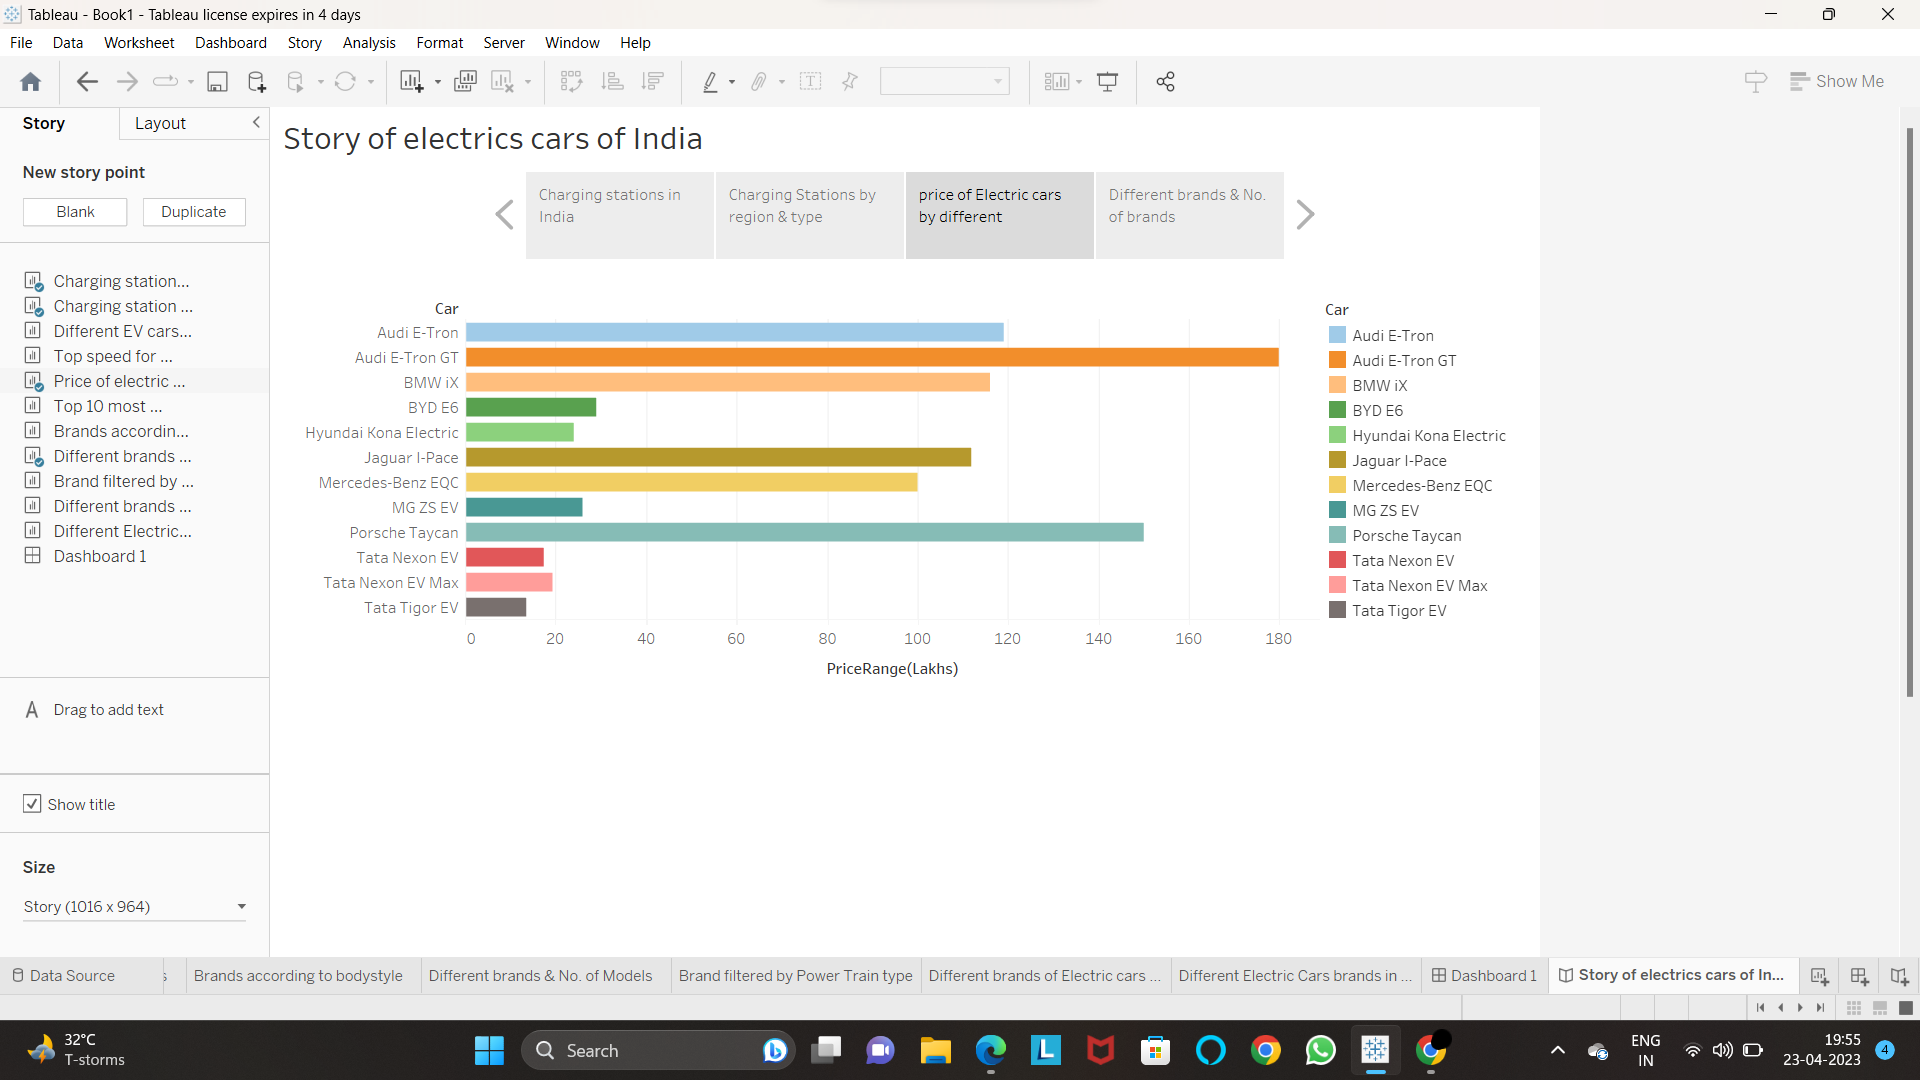 Tableau - Book1 - Tableau license expires in 4 days
File Data Worksheet Dashboard Story Analysis Format Server Window Help
Show Me
Story Layout
New story point
Blank Duplicate
Charging station...
Charging station ...
Different EV cars...
Top speed for ...
Price of electric ...
Top 10 most ...
Brands accordin...
Different brands ...
Brand filtered by ...
Different brands ...
Different Electric...
Dashboard 1
Drag to add text
Show title
Size
Story (1016 x 964)
Story of electrics cars of India
Charging stations in
India
Charging Stations by
region & type
price of Electric cars
by different
Different brands & No.
of brands
Car
Audi E-Tron
Audi E-Tron GT
BMW iX
BYD E6
Hyundai Kona Electric
Jaguar I-Pace
Mercedes-Benz EQC
MG ZS EV
Porsche Taycan
Tata Nexon EV
Tata Nexon EV Max
Tata Tigor EV
0 20 40 60 80 100 120 140 160 180
PriceRange(Lakhs)
Car
Audi E-Tron
Audi E-Tron GT
BMW iX
BYD E6
Hyundai Kona Electric
Jaguar I-Pace
Mercedes-Benz EQC
MG ZS EV
Porsche Taycan
Tata Nexon EV
Tata Nexon EV Max
Tata Tigor EV
Data Source Brands according to bodystyle Different brands & No. of Models Brand filtered by Power Train type Different brands of Electric cars ... Different Electric Cars brands in ... Dashboard 1 Story of electrics cars of In...
32°C
T-storms
Search
ENG
IN
19:55
23-04-2023
4